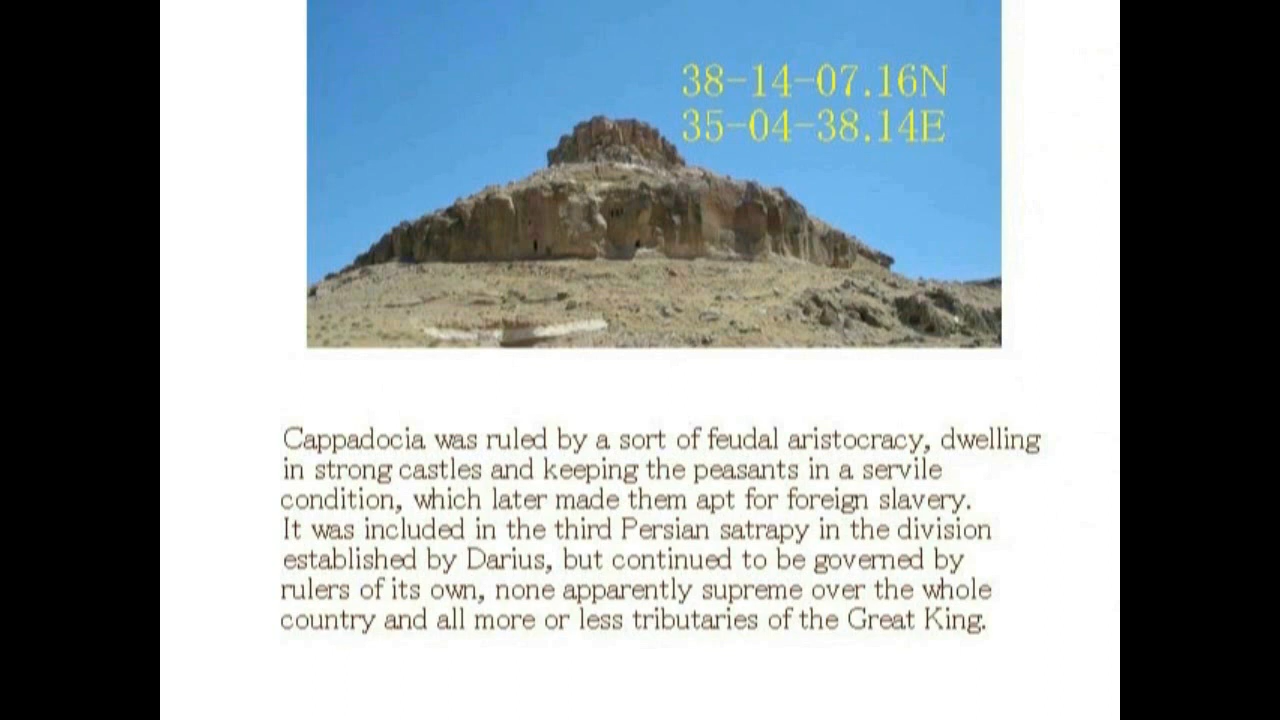 38-14-07.16N
35-04-38.14E
Cappadocia was ruled by a sort of feudal aristocracy, dwelling
in strong castles and keeping the peasants in a servile
condition, which later made them apt for foreign slavery.
It was included in the third Persian satrapy in the division
established by Darius, but continued to be governed by
rulers of its own, none apparently supreme over the whole
country and all more or less tributaries of the Great King.